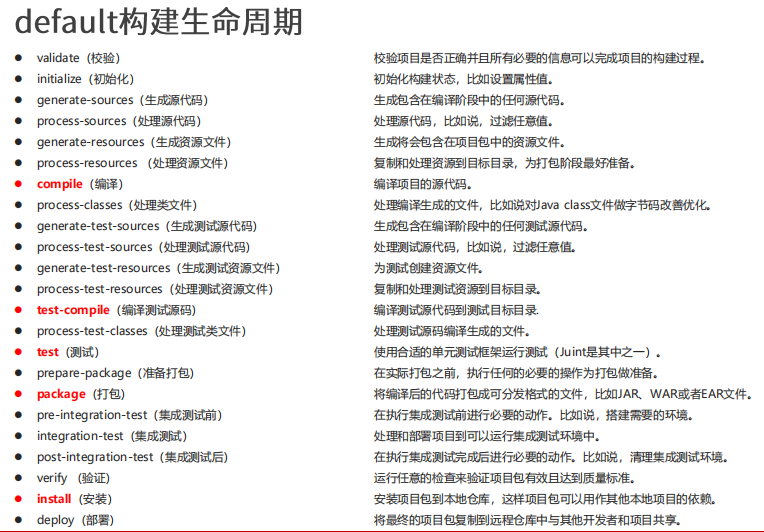 default构建生命周期
validate（校验） 校验项目是否正确并且所有必要的信息可以完成项目的构建过程。
initialize（初始化） 初始化构建状态，比如设置属性值。
generate-sources（生成源代码） 生成包含在编译阶段中的任何源代码。
process-sources（处理源代码） 处理源代码，比如说，过滤任意值。
generate-resources（生成资源文件） 生成将会包含在项目包中的资源文件。
process-resources （处理资源文件） 复制和处理资源到目标目录，为打包阶段最好准备。
compile（编译） 编译项目的源代码。
process-classes（处理类文件） 处理编译生成的文件，比如说对Java class文件做字节码改善优化。
generate-test-sources（生成测试源代码） 生成包含在编译阶段中的任何测试源代码。
process-test-sources（处理测试源代码） 处理测试源代码，比如说，过滤任意值。
generate-test-resources（生成测试资源文件） 为测试创建资源文件。
process-test-resources（处理测试资源文件） 复制和处理测试资源到目标目录。
test-compile（编译测试源码） 编译测试源代码到测试目标目录.
process-test-classes（处理测试类文件） 处理测试源码编译生成的文件。
test（测试） 使用合适的单元测试框架运行测试（Juint是其中之一）。
prepare-package（准备打包） 在实际打包之前，执行任何的必要的操作为打包做准备。
package（打包） 将编译后的代码打包成可分发格式的文件，比如JAR、WAR或者EAR文件。
pre-integration-test（集成测试前） 在执行集成测试前进行必要的动作。比如说，搭建需要的环境。
integration-test（集成测试） 处理和部署项目到可以运行集成测试环境中。
post-integration-test（集成测试后） 在执行集成测试完成后进行必要的动作。比如说，清理集成测试环境。
verify （验证） 运行任意的检查来验证项目包有效且达到质量标准。
install（安装） 安装项目包到本地仓库，这样项目包可以用作其他本地项目的依赖。
deploy（部署） 将最终的项目包复制到远程仓库中与其他开发者和项目共享。